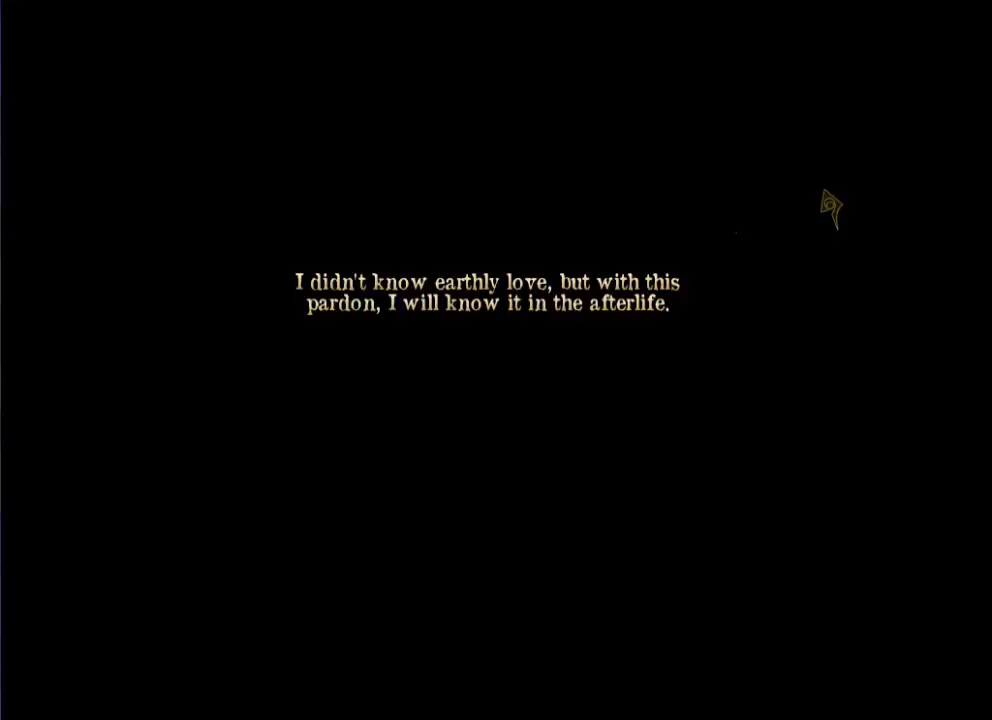 I didn't know earthly love, but with this
pardon, I will know it in the afterlife.